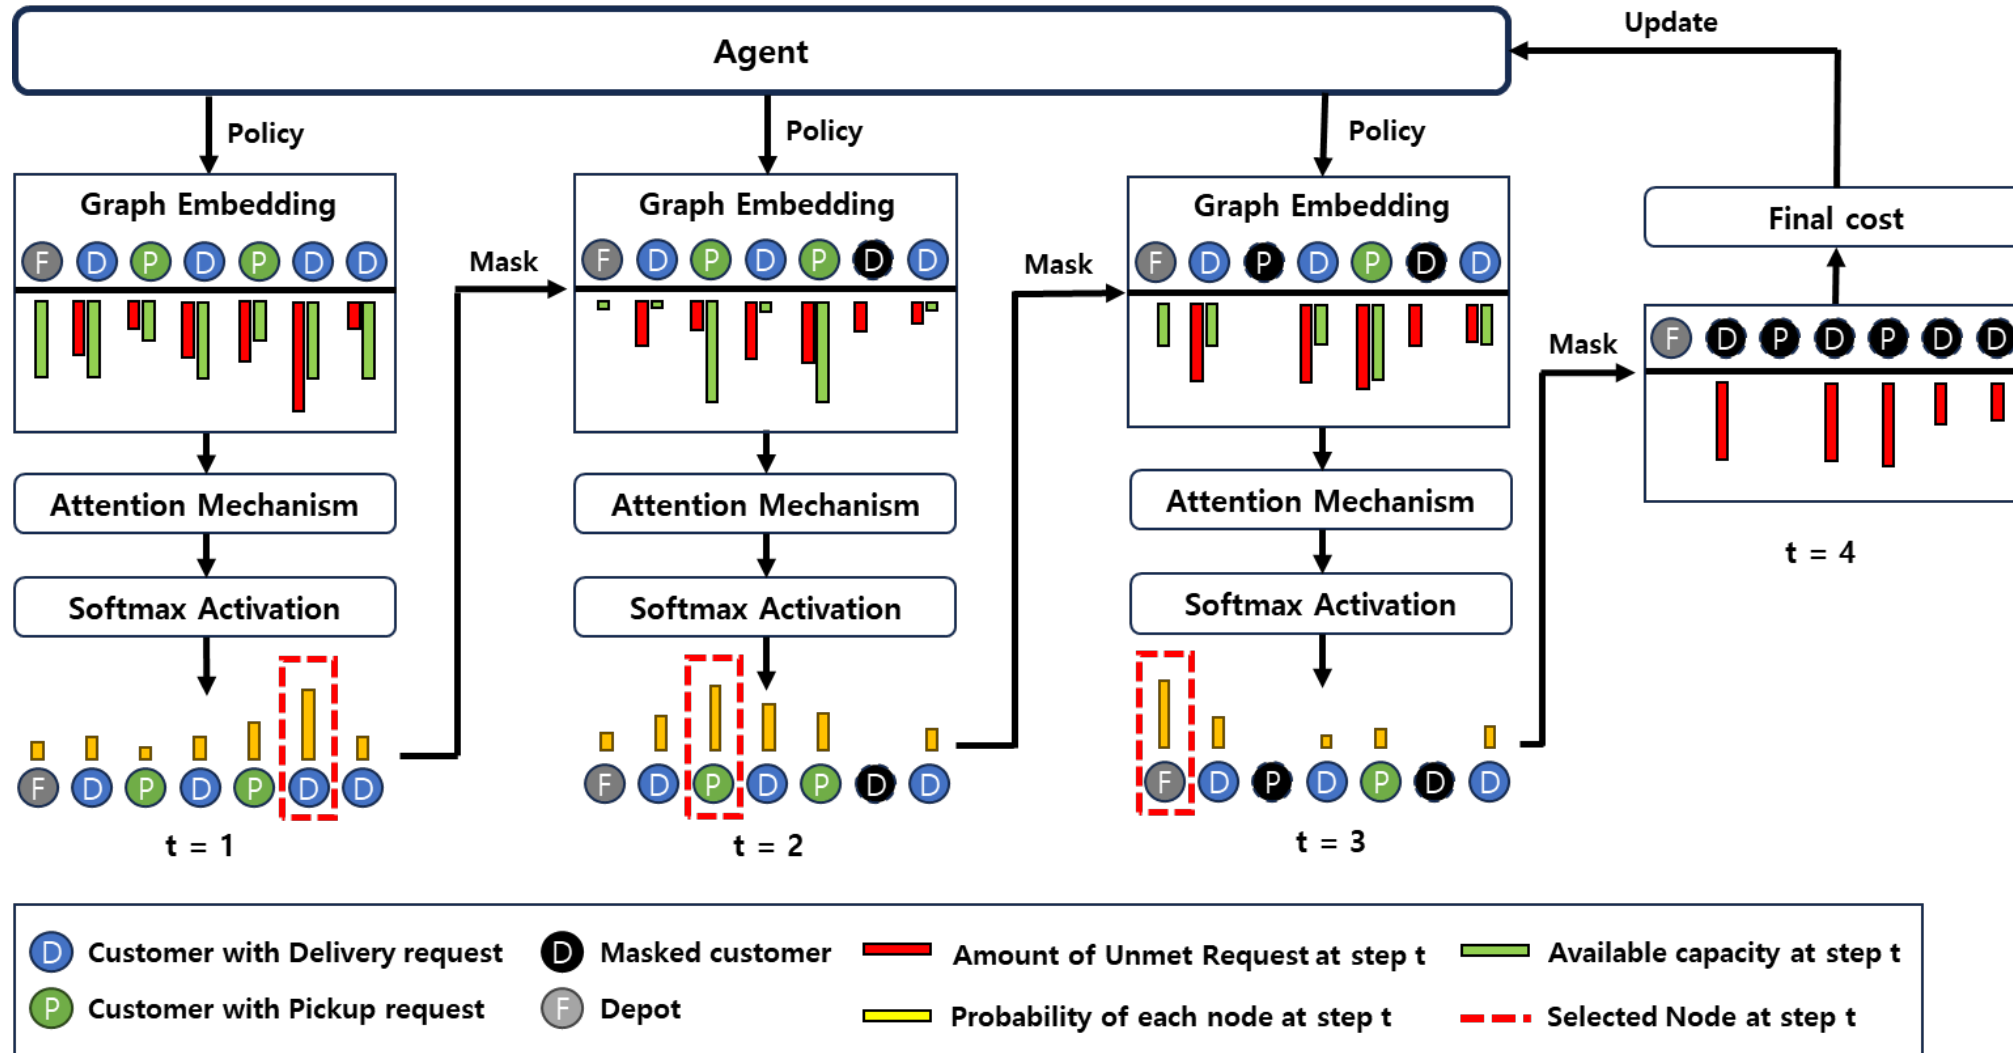 Agent
Update
Policy
Policy
Policy
Graph Embedding
F D P D P D D
Mask
Graph Embedding
F D P D P D D
Mask
Graph Embedding
F D P D P D D
Mask
Final cost
F D P D P D D
t = 4
Attention Mechanism
Attention Mechanism
Attention Mechanism
Softmax Activation
Softmax Activation
Softmax Activation
F D P D P D D
t = 1
F D P D P D D
t = 2
F D P D P D D
t = 3
D Customer with Delivery request
D Masked customer
Amount of Unmet Request at step t
Available capacity at step t
P Customer with Pickup request
F Depot
Probability of each node at step t
Selected Node at step t